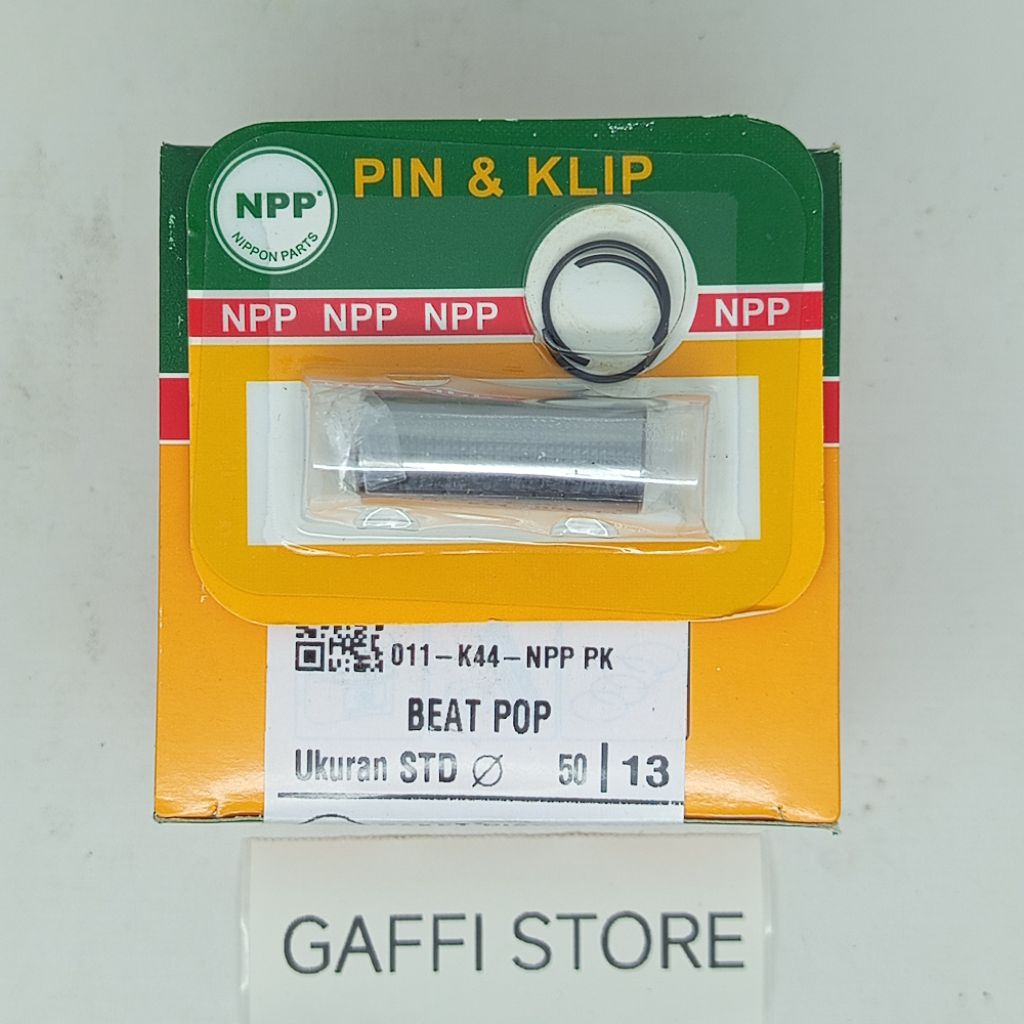 PIN & KLIP
NPP®
NIPPON PARTS
NPP NPP NPP NPP
011-K44-NPP PK
BEAT POP
Ukuran STD Ø 50 | 13
GAFFI STORE